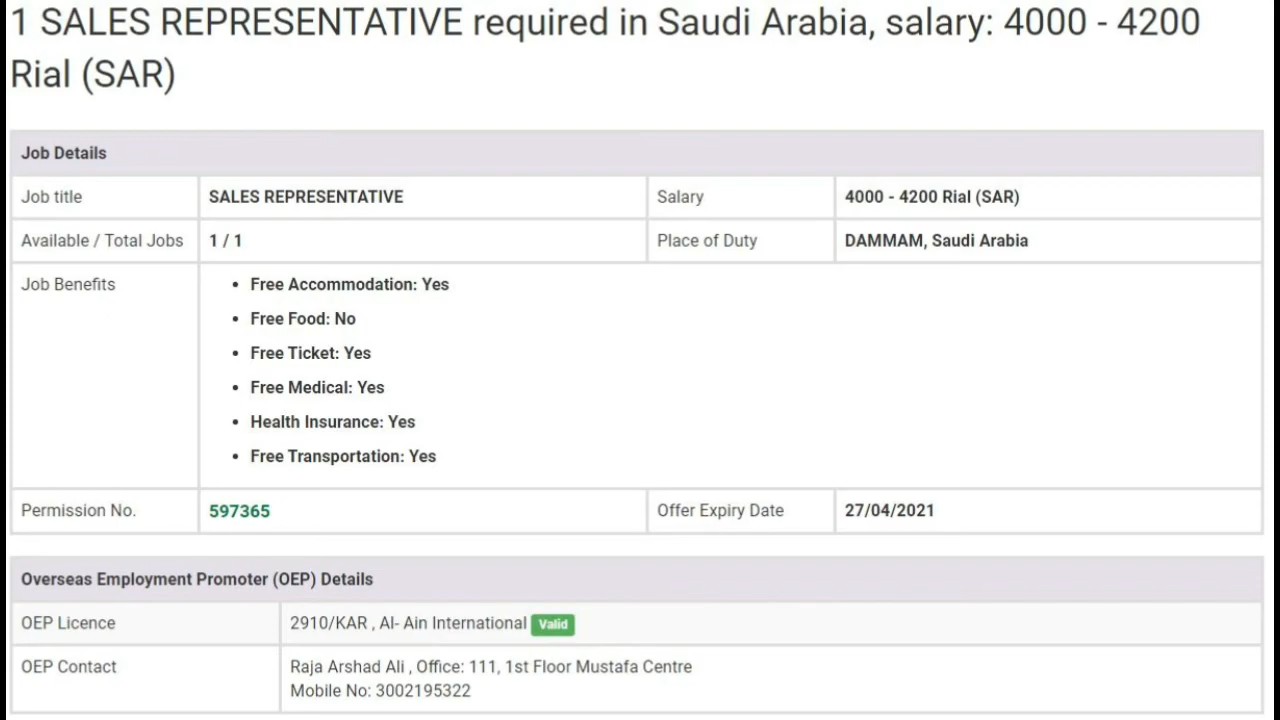 1 SALES REPRESENTATIVE required in Saudi Arabia, salary: 4000 - 4200
Rial (SAR)
Job Details
Job title SALES REPRESENTATIVE Salary 4000 - 4200 Rial (SAR)
Available / Total Jobs 1 / 1 Place of Duty DAMMAM, Saudi Arabia
Job Benefits
• Free Accommodation: Yes
• Free Food: No
• Free Ticket: Yes
• Free Medical: Yes
• Health Insurance: Yes
• Free Transportation: Yes
Permission No. 597365 Offer Expiry Date 27/04/2021
Overseas Employment Promoter (OEP) Details
OEP Licence 2910/KAR , Al- Ain International Valid
OEP Contact Raja Arshad Ali , Office: 111, 1st Floor Mustafa Centre
Mobile No: 3002195322